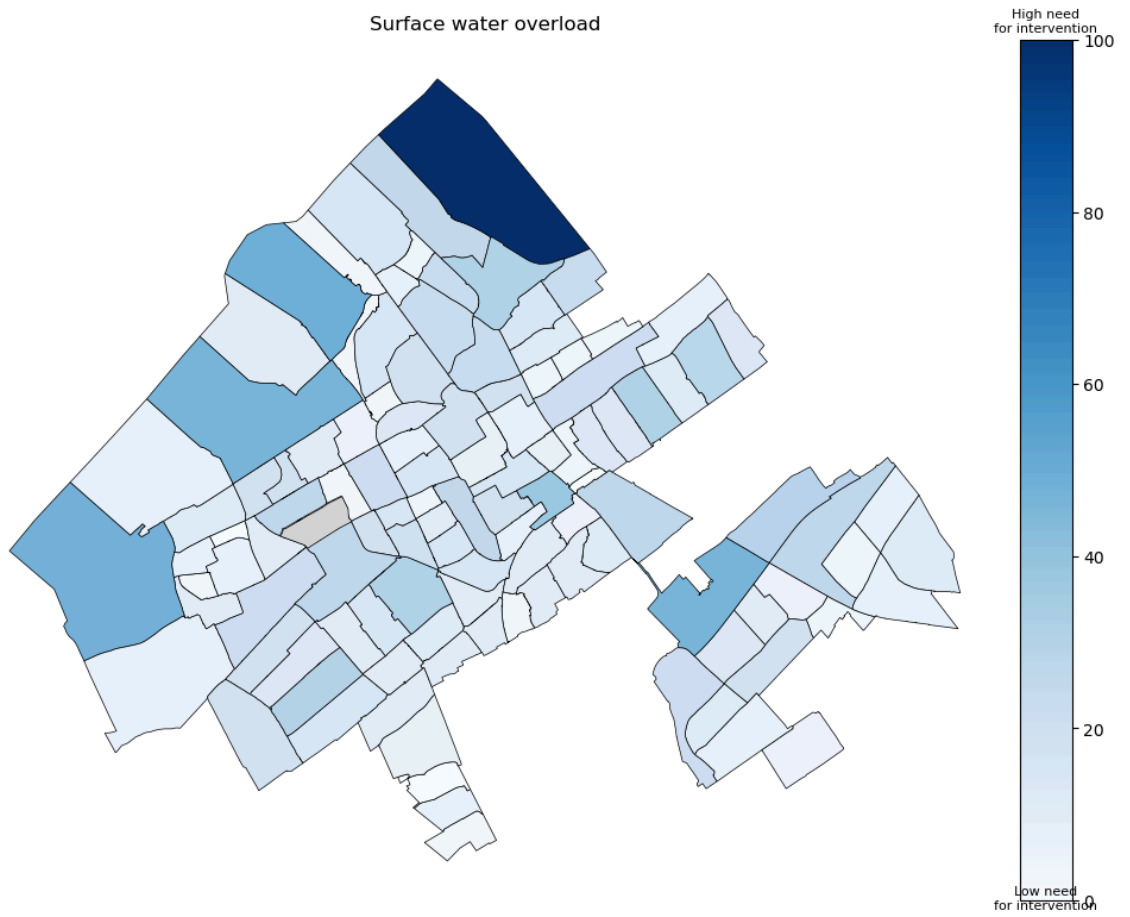 Surface water overload
High need
for intervention
100
80
60
40
20
0
Low need
for intervention